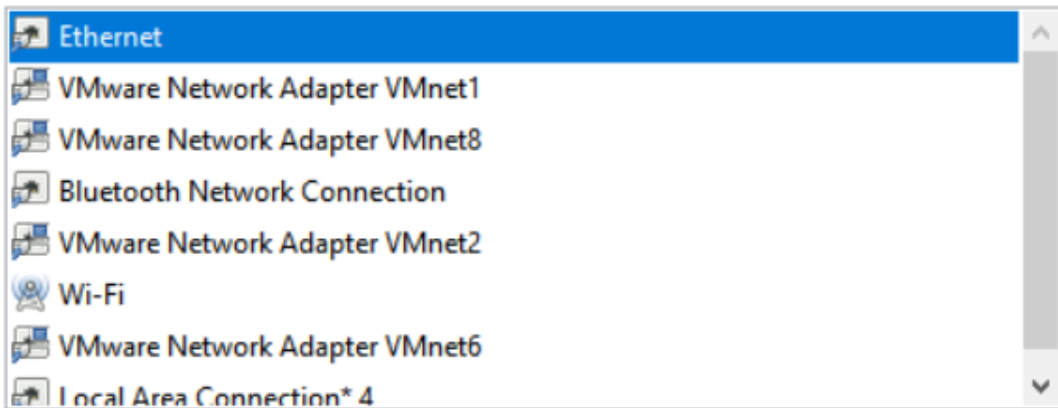 Ethernet
VMware Network Adapter VMnet1
VMware Network Adapter VMnet8
Bluetooth Network Connection
VMware Network Adapter VMnet2
Wi-Fi
VMware Network Adapter VMnet6
Local Area Connection* 4